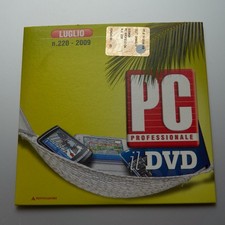 LUGLIO
n.220 - 2009
PC
PROFESSIONALE
il DVD